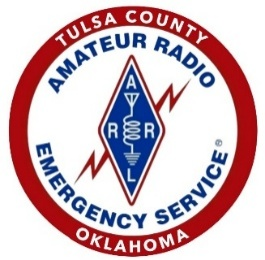 TULSA COUNTY
AMATEUR RADIO
A
R R
L
EMERGENCY SERVICE®
OKLAHOMA